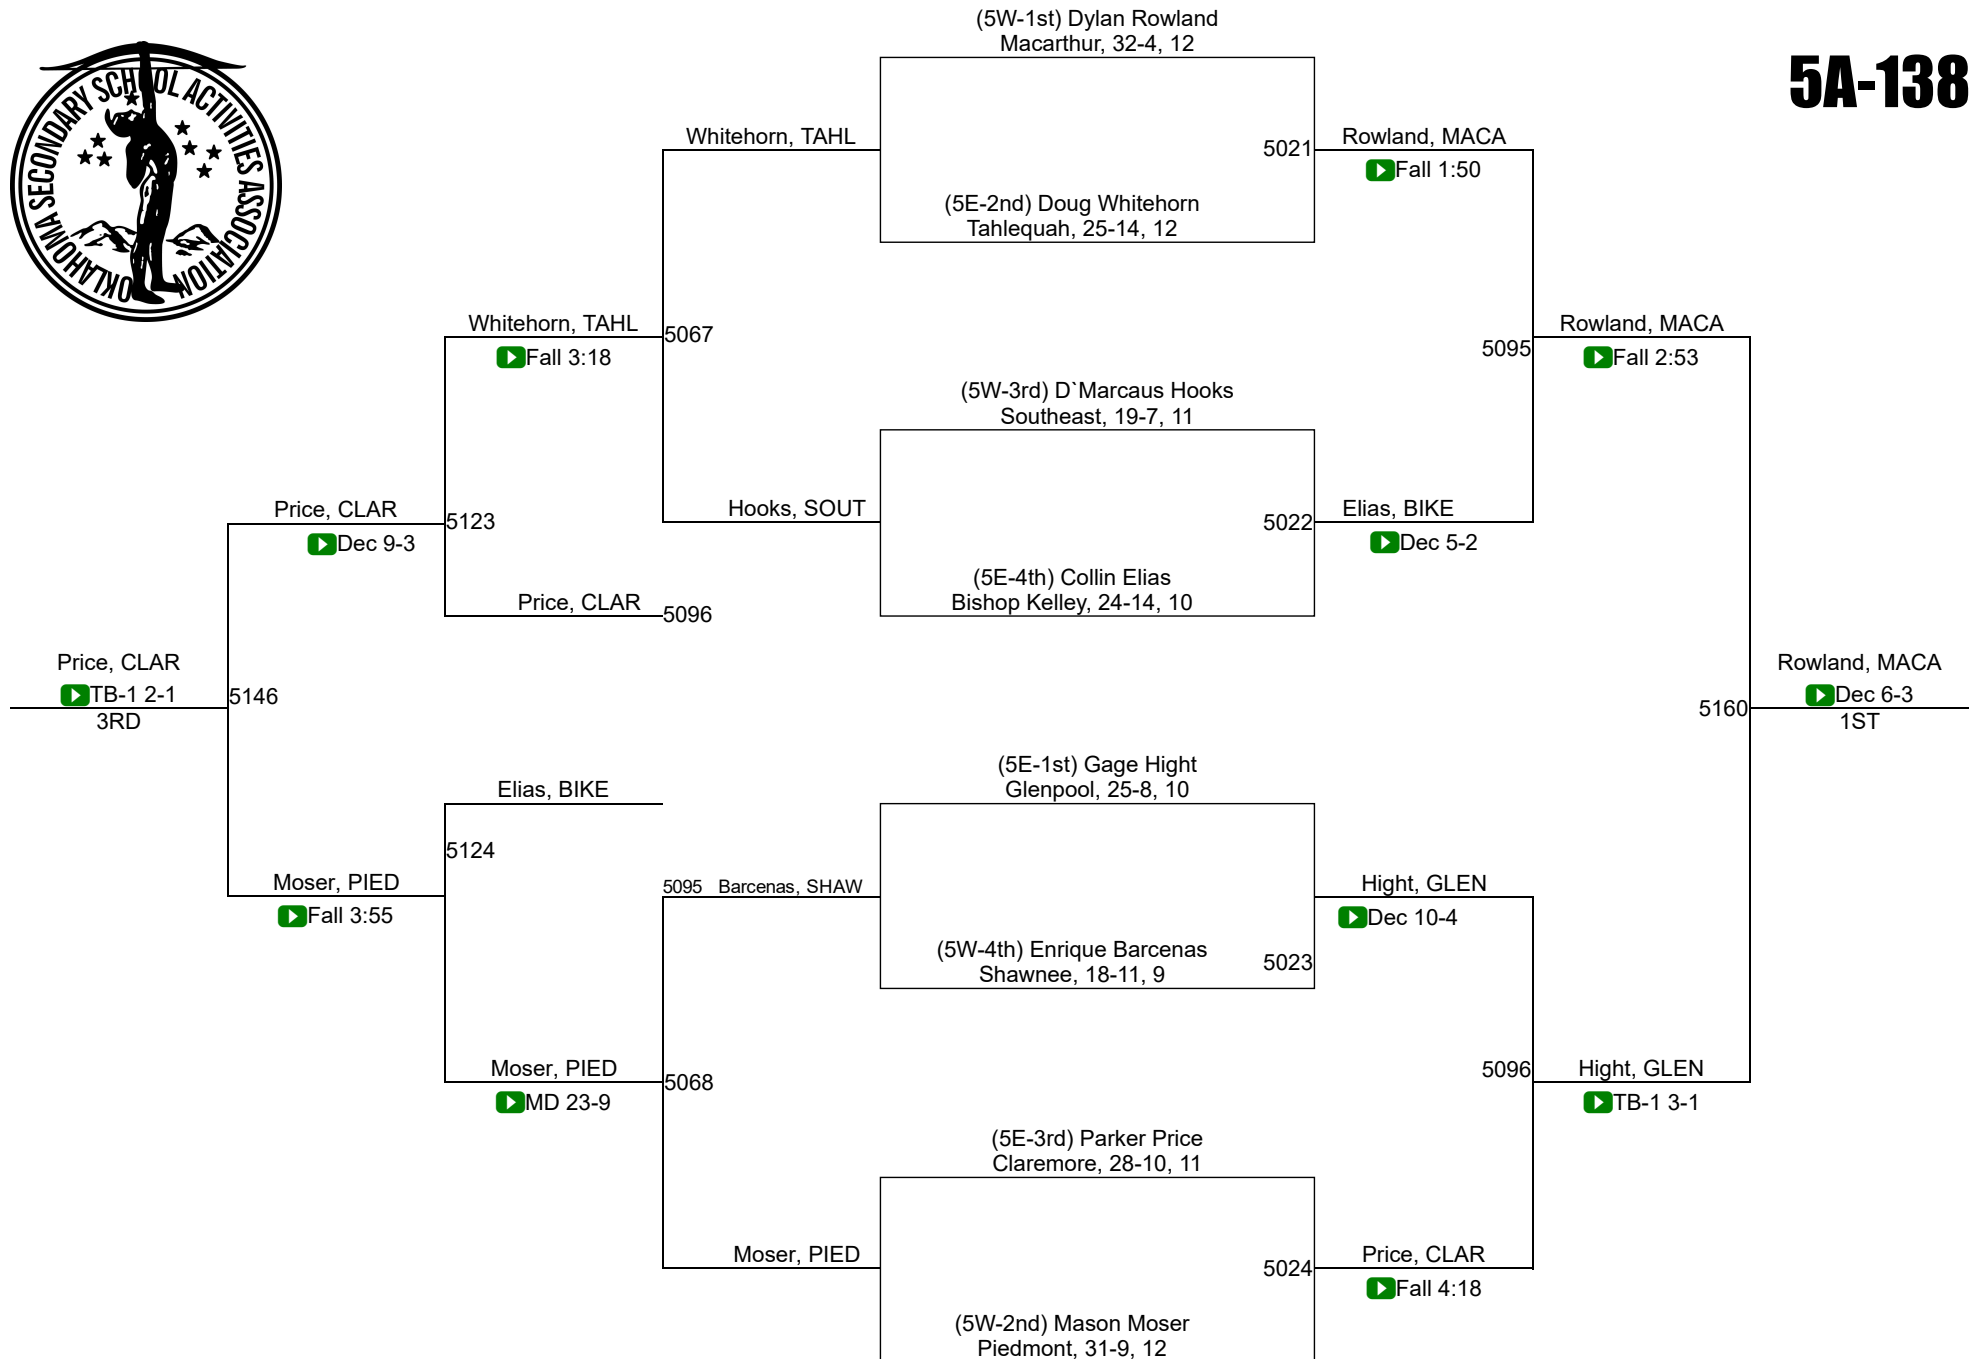 OKLAHOMA SECONDARY SCHOOL ACTIVITIES ASSOCIATION
5A-138
(5W-1st) Dylan Rowland
Macarthur, 32-4, 12
Whitehorn, TAHL
5021
Rowland, MACA
Fall 1:50
(5E-2nd) Doug Whitehorn
Tahlequah, 25-14, 12
Whitehorn, TAHL
Fall 3:18
5067
5095
Rowland, MACA
Fall 2:53
(5W-3rd) D`Marcaus Hooks
Southeast, 19-7, 11
Price, CLAR
Dec 9-3
5123
Hooks, SOUT
5022
Elias, BIKE
Dec 5-2
(5E-4th) Collin Elias
Bishop Kelley, 24-14, 10
Price, CLAR
5096
Price, CLAR
TB-1 2-1
3RD
5146
5160
Rowland, MACA
Dec 6-3
1ST
Elias, BIKE
(5E-1st) Gage Hight
Glenpool, 25-8, 10
5124
Moser, PIED
Fall 3:55
5095 Barcenas, SHAW
Hight, GLEN
Dec 10-4
(5W-4th) Enrique Barcenas
Shawnee, 18-11, 9
5023
Moser, PIED
MD 23-9
5068
5096
Hight, GLEN
TB-1 3-1
(5E-3rd) Parker Price
Claremore, 28-10, 11
Moser, PIED
5024
Price, CLAR
Fall 4:18
(5W-2nd) Mason Moser
Piedmont, 31-9, 12